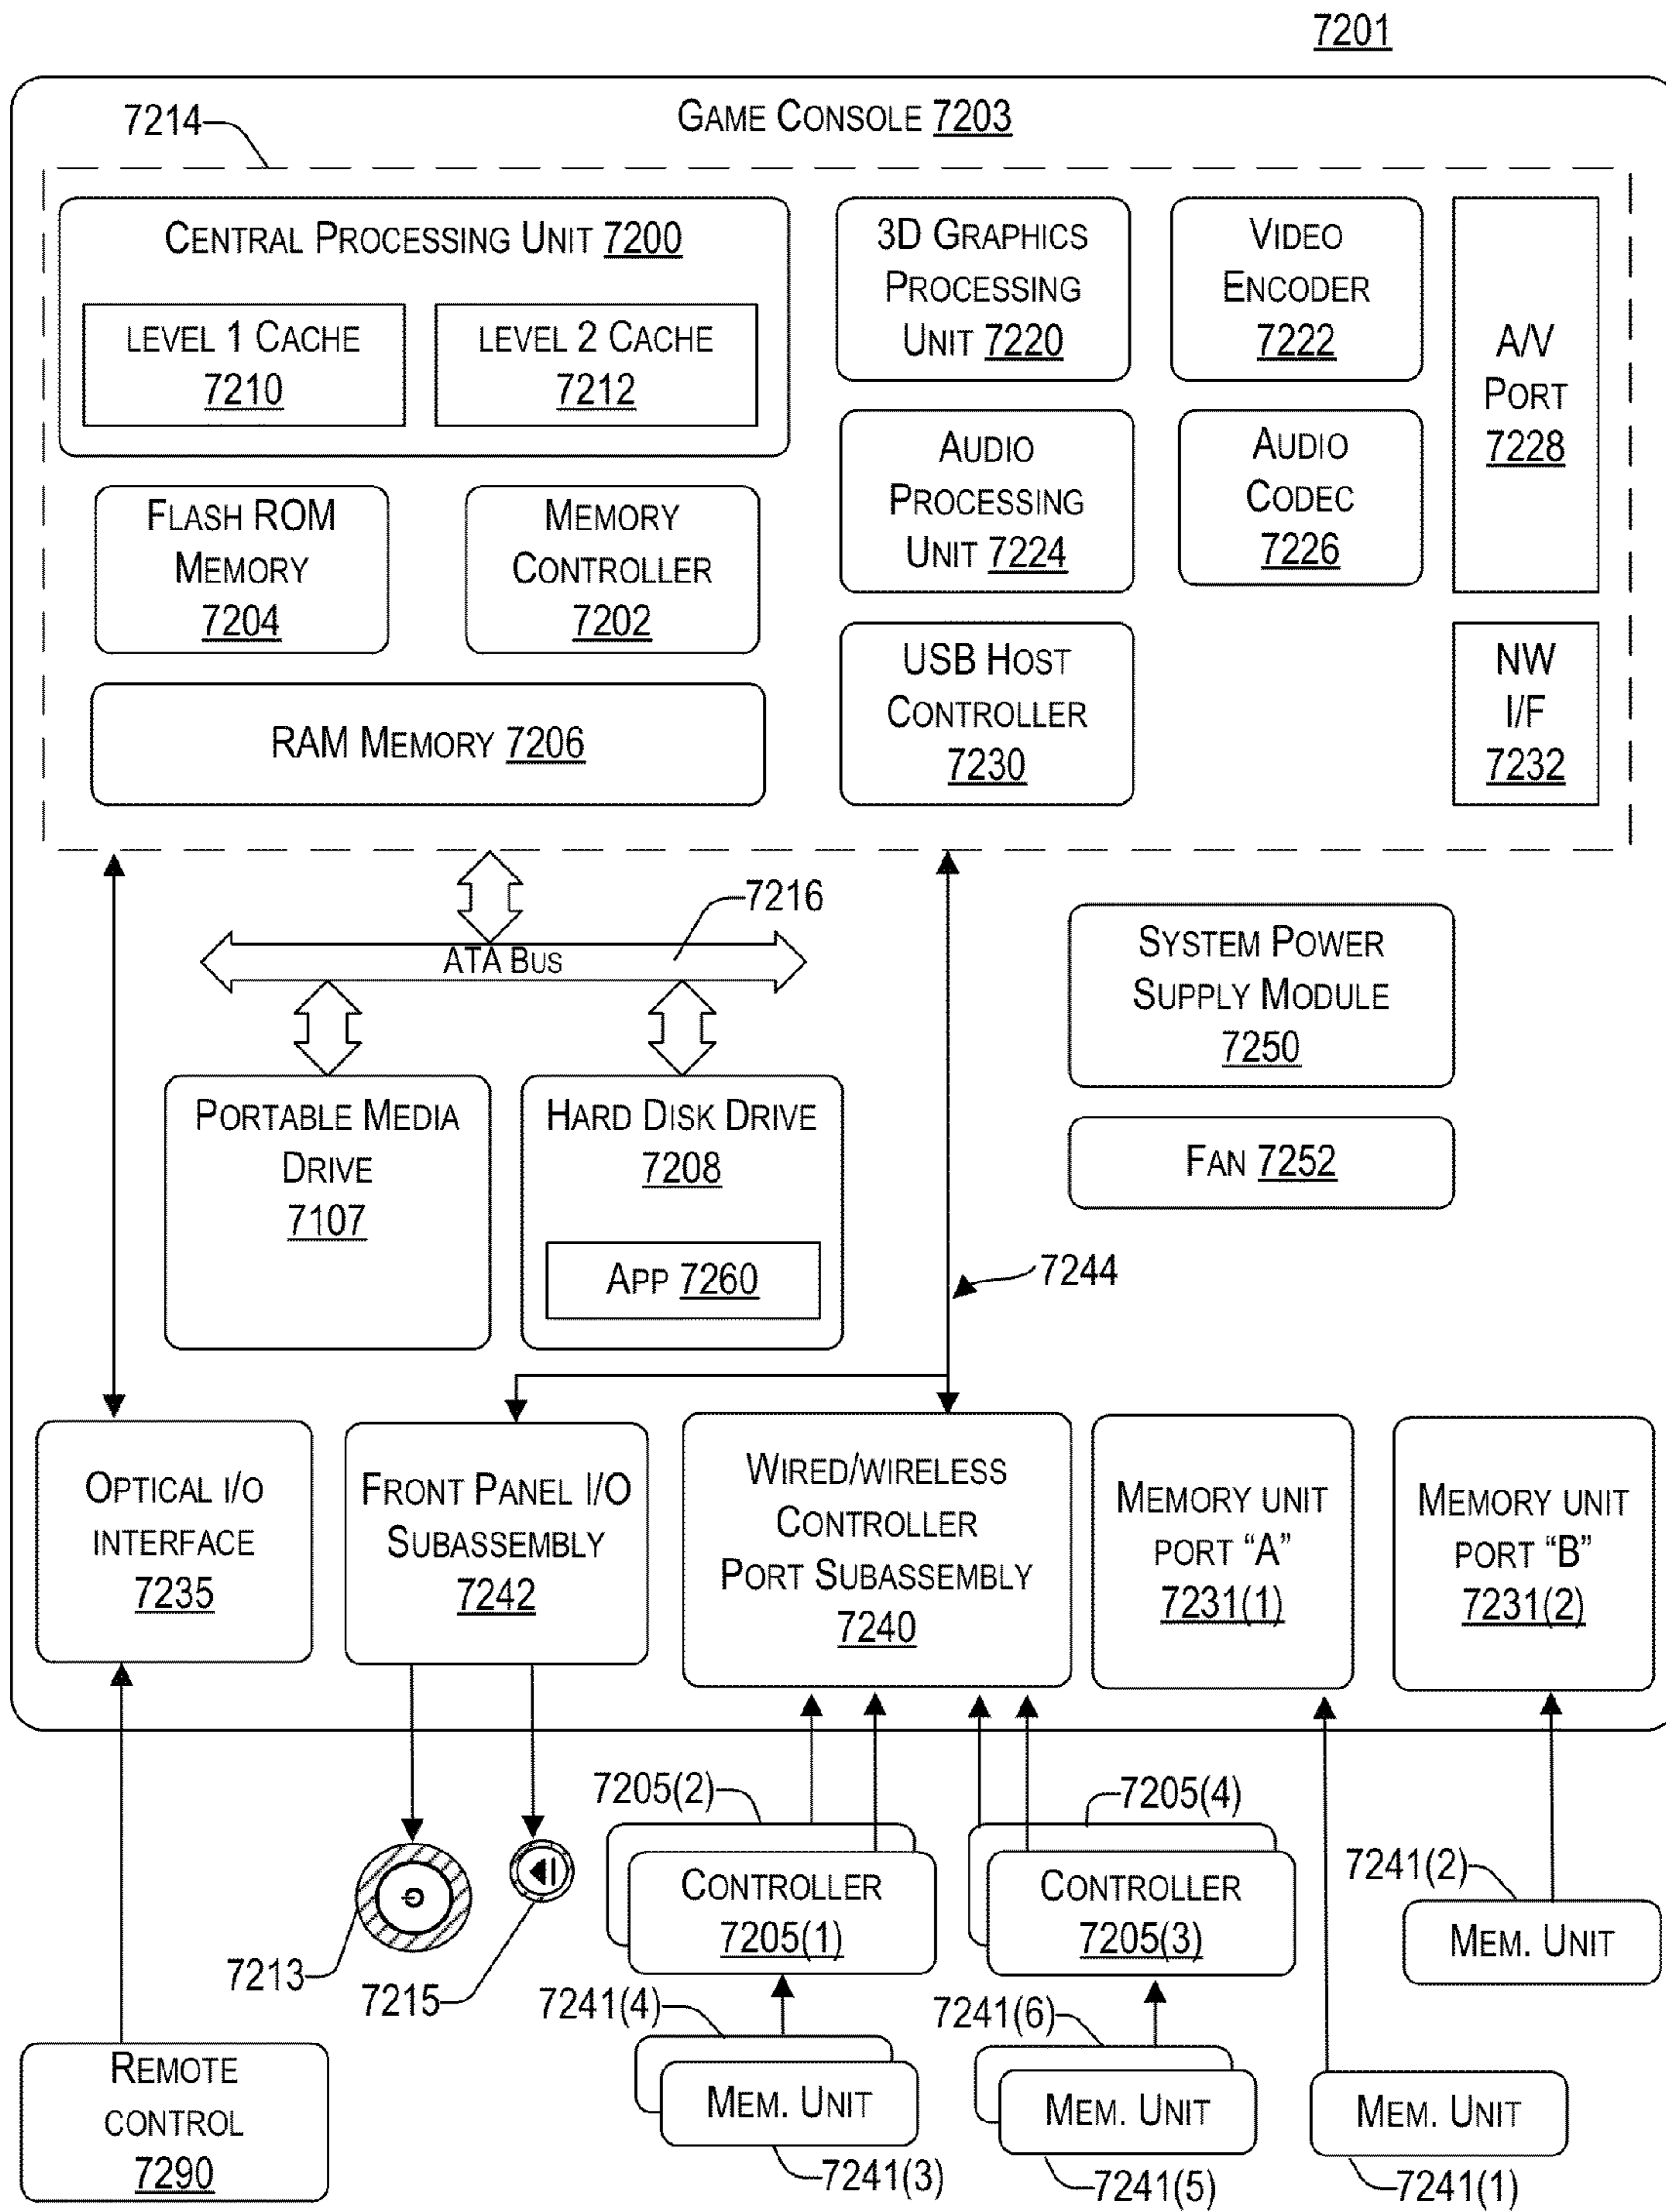 7201
GAME CONSOLE 7203
7214
CENTRAL PROCESSING UNIT 7200
LEVEL 1 CACHE
7210
LEVEL 2 CACHE
7212
3D GRAPHICS
PROCESSING
UNIT 7220
VIDEO
ENCODER
7222
A/V
PORT
7228
AUDIO
PROCESSING
UNIT 7224
AUDIO
CODEC
7226
FLASH ROM
MEMORY
7204
MEMORY
CONTROLLER
7202
USB HOST
CONTROLLER
7230
NW
I/F
7232
RAM MEMORY 7206
7216
ATA BUS
SYSTEM POWER
SUPPLY MODULE
7250
PORTABLE MEDIA
DRIVE
7107
HARD DISK DRIVE
7208
APP 7260
FAN 7252
7244
OPTICAL I/O
INTERFACE
7235
FRONT PANEL I/O
SUBASSEMBLY
7242
WIRED/WIRELESS
CONTROLLER
PORT SUBASSEMBLY
7240
MEMORY UNIT
PORT “A”
7231(1)
MEMORY UNIT
PORT “B”
7231(2)
7205(2)
7205(4)
CONTROLLER
7205(1)
CONTROLLER
7205(3)
7241(2)
MEM. UNIT
7213
7215
7241(4)
7241(6)
REMOTE
CONTROL
7290
MEM. UNIT
MEM. UNIT
MEM. UNIT
7241(3)
7241(5)
7241(1)